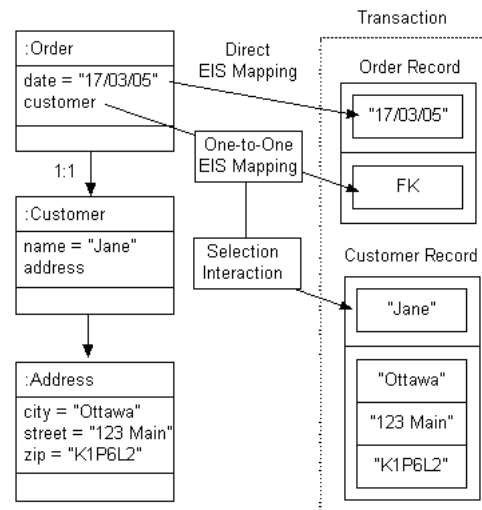 Transaction
:Order
date = "17/03/05"
customer
Direct
EIS Mapping
Order Record
"17/03/05"
One-to-One
EIS Mapping
FK
1:1
:Customer
name = "Jane"
address
Selection
Interaction
Customer Record
"Jane"
:Address
city = "Ottawa"
street = "123 Main"
zip = "K1P6L2"
"Ottawa"
"123 Main"
"K1P6L2"